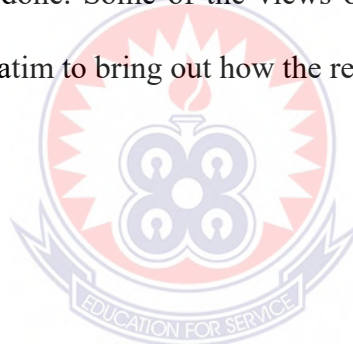 done. Some of the views o
atim to bring out how the re
EDUCATION FOR SERVICE